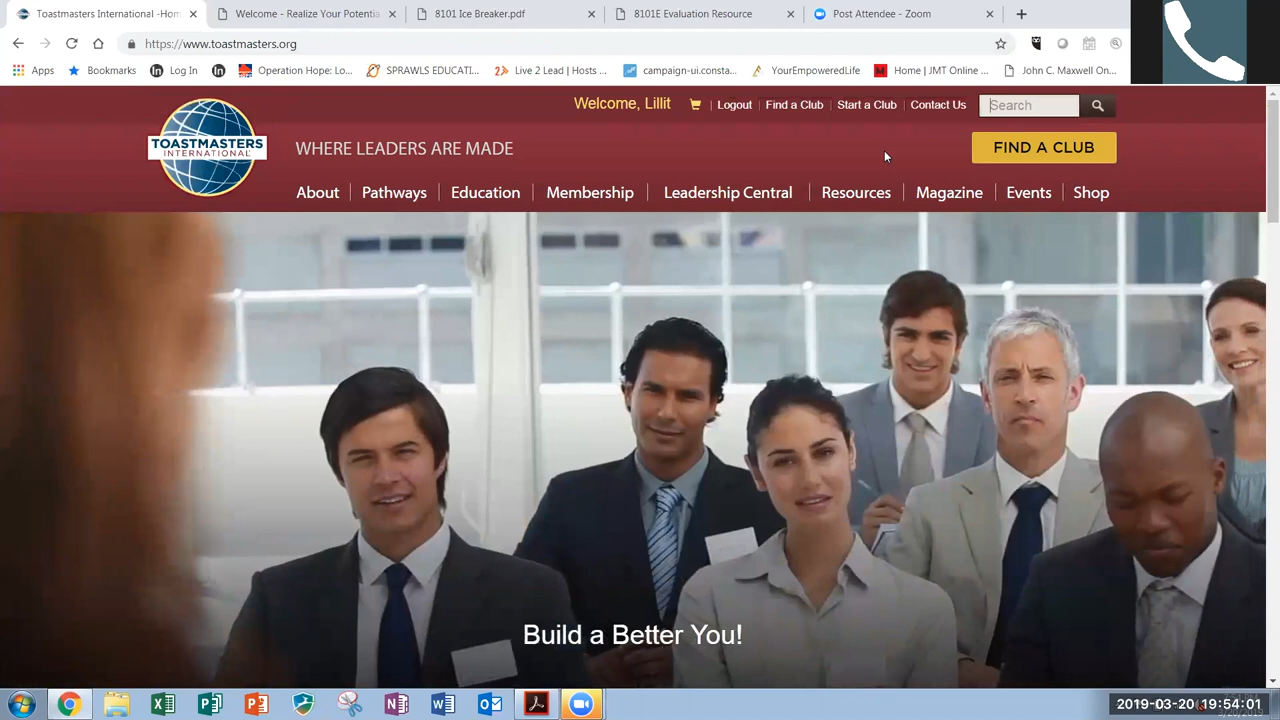 Toastmasters International -Hom
Welcome - Realize Your Potentia
8101E Evaluation Resource
Post Attendee - Zoom
https://www.toastmasters.org
Apps
Bookmarks
Log In
Operation Hope: Lo...
SPRAWLS EDUCATI...
Live 2 Lead | Hosts ...
campaign-ui.consta...
YourEmpoweredLife
Home | JMT Online ...
John C. Maxwell On...
Welcome, Lillit
Logout
Find a Club
Start a Club
Contact Us
Search
TOASTMASTERS
INTERNATIONAL
WHERE LEADERS ARE MADE
FIND A CLUB
About
Pathways
Education
Membership
Leadership Central
Resources
Magazine
Events
Shop
Build a Better You!
2019-03-20 19:54:01